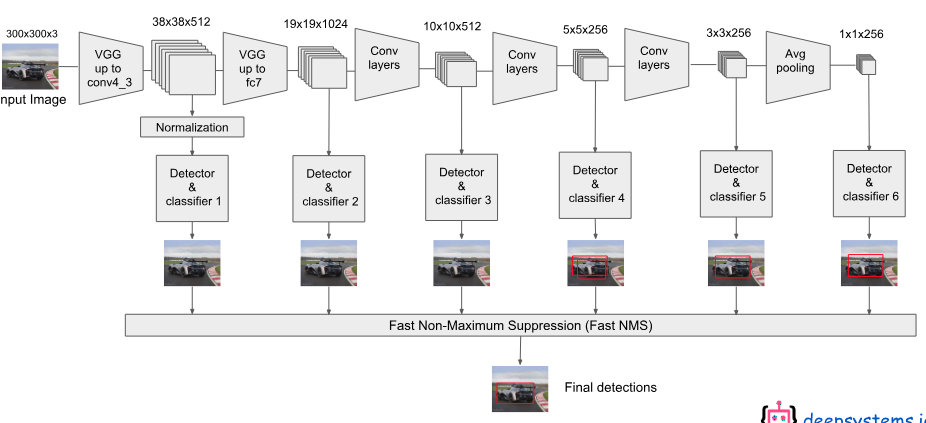 300x300x3
38x38x512
19x19x1024
10x10x512
5x5x256
3x3x256
1x1x256
VGG
up to
conv4_3
VGG
up to
fc7
Conv
layers
Conv
layers
Conv
layers
Avg
pooling
nput Image
Normalization
Detector
&
classifier 1
Detector
&
classifier 2
Detector
&
classifier 3
Detector
&
classifier 4
Detector
&
classifier 5
Detector
&
classifier 6
Fast Non-Maximum Suppression (Fast NMS)
Final detections
deepsystems.i